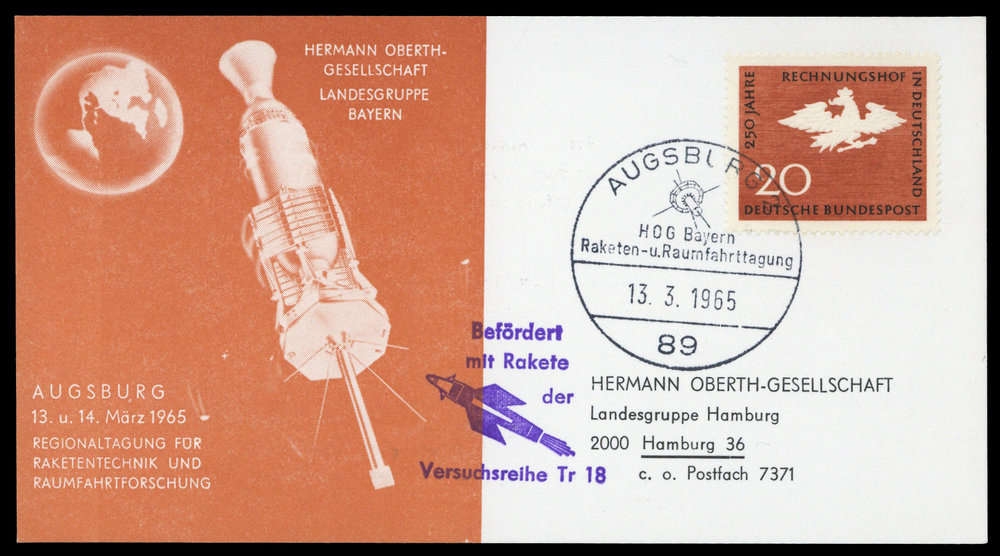 HERMANN OBERTH-
GESELLSCHAFT
LANDESGRUPPE
BAYERN
AUGSBURG
13. u. 14. März 1965
REGIONALTAGUNG FÜR
RAKETENTECHNIK UND
RAUMFAHRTFORSCHUNG
250 JAHRE
RECHNUNGSHOF
IN DEUTSCHLAND
20
DEUTSCHE BUNDESPOST
AUGSBURG
HOG Bayern
Raketen-u.Raumfahrttagung
13. 3. 1965
89
Befördert
mit Rakete
der
Versuchsreihe Tr 18
HERMANN OBERTH-GESELLSCHAFT
Landesgruppe Hamburg
2000 Hamburg 36
c. o. Postfach 7371